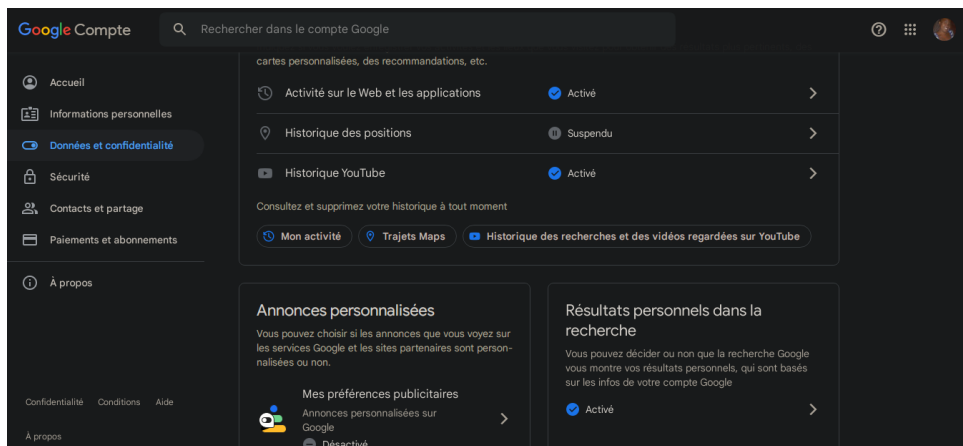 Google Compte
Rechercher dans le compte Google
Accueil
Informations personnelles
Données et confidentialité
Sécurité
Contacts et partage
Paiements et abonnements
À propos
Confidentialité Conditions Aide
À propos
cartes personnalisées, des recommandations, etc.
Activité sur le Web et les applications Activé
Historique des positions Suspendu
Historique YouTube Activé
Consultez et supprimez votre historique à tout moment
Mon activité Trajets Maps Historique des recherches et des vidéos regardées sur YouTube
Annonces personnalisées
Vous pouvez choisir si les annonces que vous voyez sur
les services Google et les sites partenaires sont person-
nalisées ou non.
Mes préférences publicitaires
Annonces personnalisées sur
Google
Désactivé
Résultats personnels dans la
recherche
Vous pouvez décider ou non que la recherche Google
vous montre vos résultats personnels, qui sont basés
sur les infos de votre compte Google
Activé